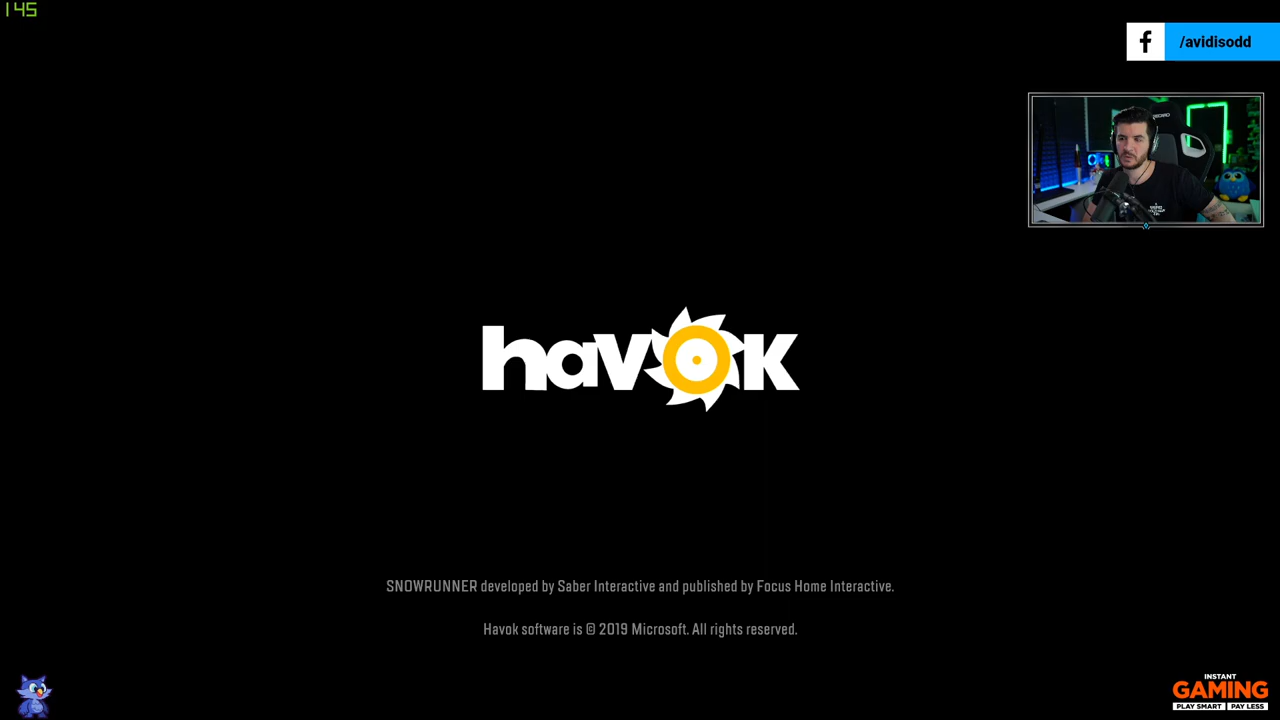 145
/avidisodd
havok
SNOWRUNNER developed by Saber Interactive and published by Focus Home Interactive.
Havok software is © 2019 Microsoft. All rights reserved.
INSTANT
GAMING
PLAY SMART PAY LESS